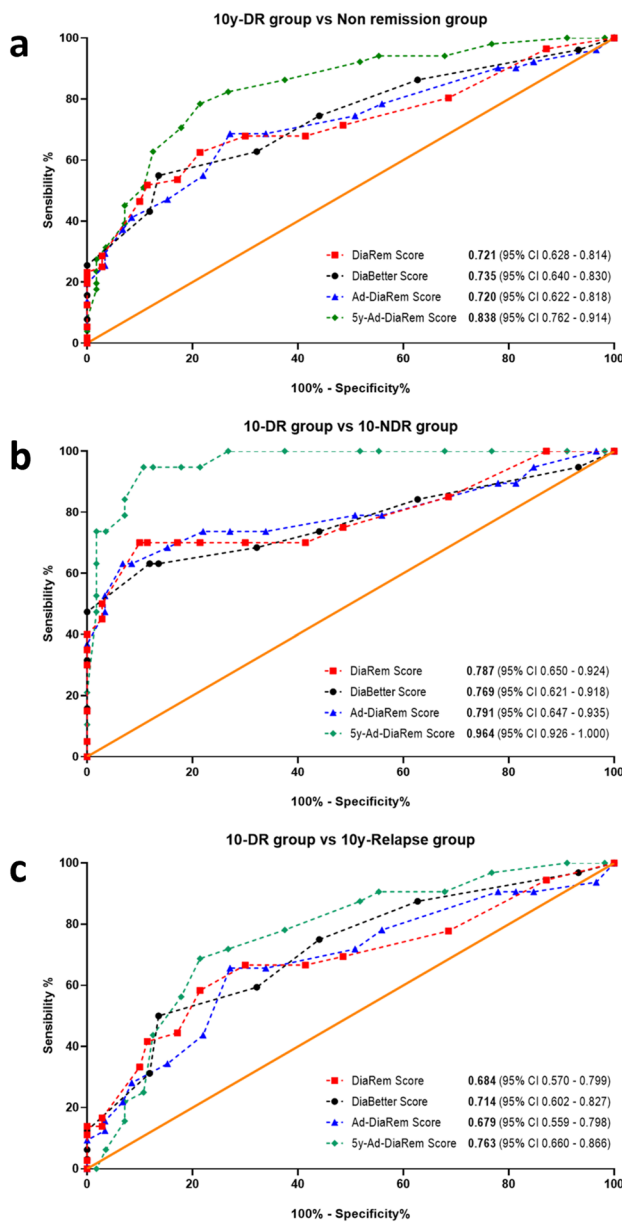 a
10y-DR group vs Non remission group
Sensibility %
100
80
60
40
20
0
DiaRem Score 0.721 (95% CI 0.628 - 0.814)
DiaBetter Score 0.735 (95% CI 0.640 - 0.830)
Ad-DiaRem Score 0.720 (95% CI 0.622 - 0.818)
5y-Ad-DiaRem Score 0.838 (95% CI 0.762 - 0.914)
0 20 40 60 80 100
100% - Specificity%
b
10-DR group vs 10-NDR group
Sensibility %
100
80
60
40
20
0
DiaRem Score 0.787 (95% CI 0.650 - 0.924)
DiaBetter Score 0.769 (95% CI 0.621 - 0.918)
Ad-DiaRem Score 0.791 (95% CI 0.647 - 0.935)
5y-Ad-DiaRem Score 0.964 (95% CI 0.926 - 1.000)
0 20 40 60 80 100
100% - Specificity%
c
10-DR group vs 10y-Relapse group
Sensibility %
100
80
60
40
20
0
DiaRem Score 0.684 (95% CI 0.570 - 0.799)
DiaBetter Score 0.714 (95% CI 0.602 - 0.827)
Ad-DiaRem Score 0.679 (95% CI 0.559 - 0.798)
5y-Ad-DiaRem Score 0.763 (95% CI 0.660 - 0.866)
0 20 40 60 80 100
100% - Specificity%